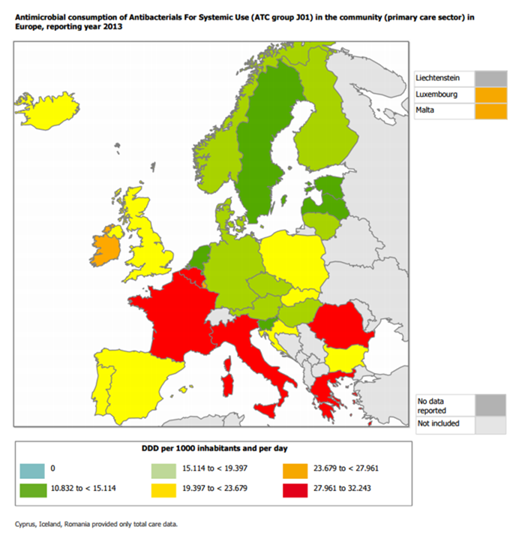 Antimicrobial consumption of Antibacterials For Systemic Use (ATC group J01) in the community (primary care sector) in
Europe, reporting year 2013
Liechtenstein
Luxembourg
Malta
No data
reported
Not included
DDD per 1000 inhabitants and per day
0
15.114 to < 19.397
23.679 to < 27.961
10.832 to < 15.114
19.397 to < 23.679
27.961 to 32.243
Cyprus, Iceland, Romania provided only total care data.